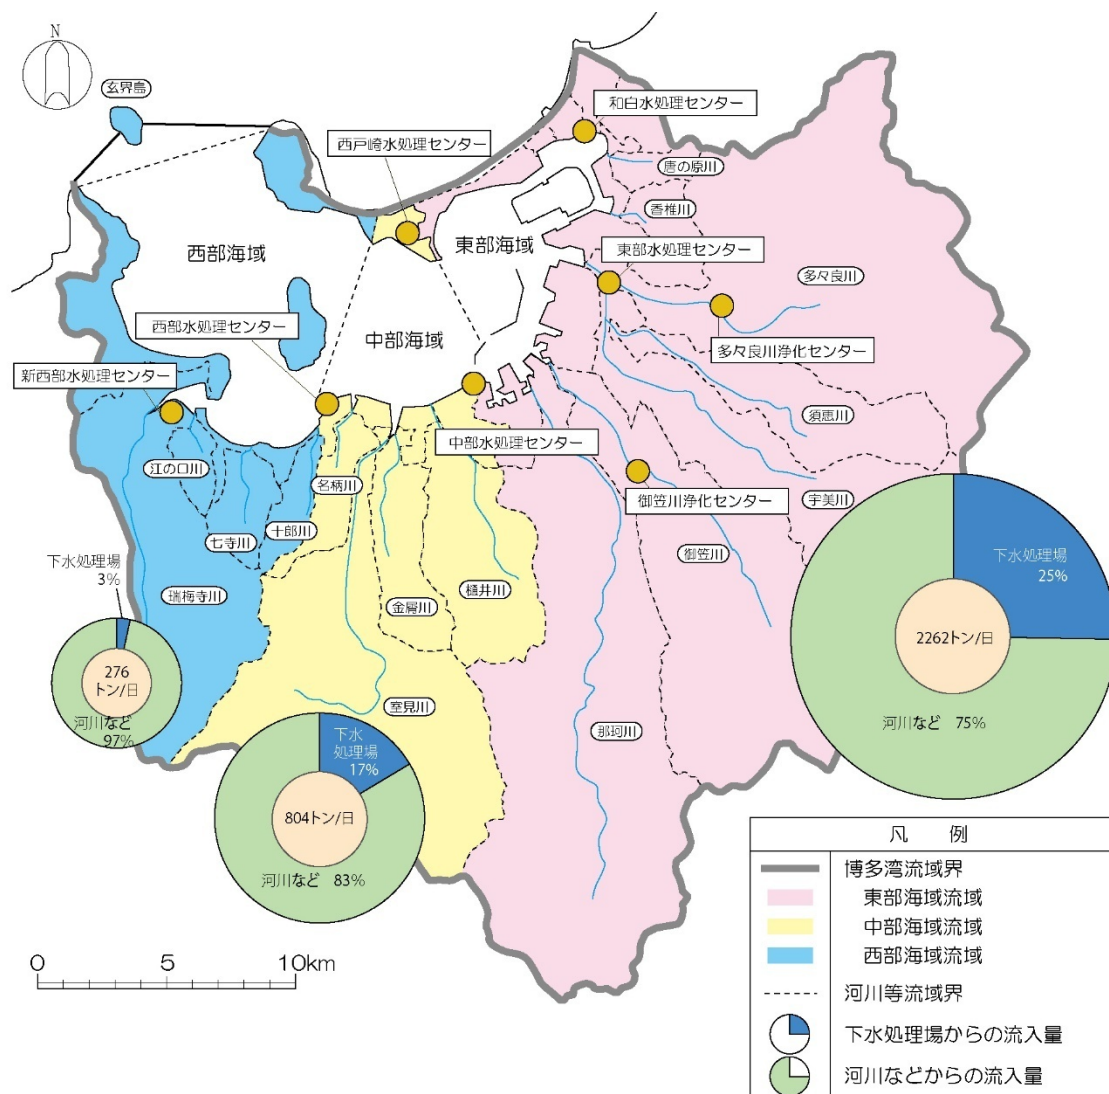 N
玄界島
和白水処理センター
西戸崎水処理センター
唐の原川
香椎川
東部海域
西部海域
東部水処理センター
多々良川
西部水処理センター
中部海域
多々良川浄化センター
新西部水処理センター
須恵川
中部水処理センター
江の口川
名柄川
御笠川浄化センター
宇美川
七寺川
十郎川
御笠川
下水処理場
3%
下水処理場
25%
瑞梅寺川
金屑川
樋井川
2262トン/日
276
トン/日
河川など
97%
室見川
那珂川
河川など 75%
下水
処理場
17%
804トン/日
河川など 83%
凡 例
博多湾流域界
東部海域流域
中部海域流域
西部海域流域
河川等流域界
下水処理場からの流入量
河川などからの流入量
0 5 10km